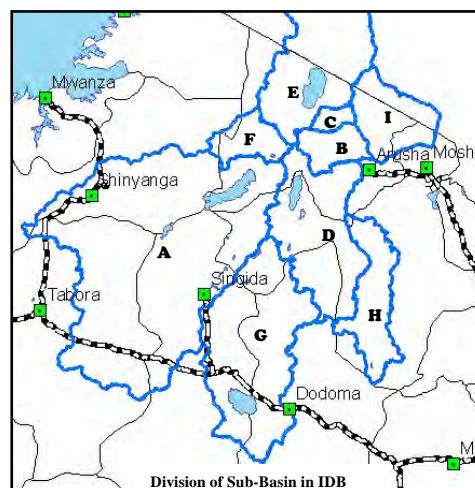 Mwanza
E
C
I
F
B
Arusha
Mosh
Shinyanga
A
D
Singida
Tabora
H
G
Dodoma
M
Division of Sub-Basin in IDB